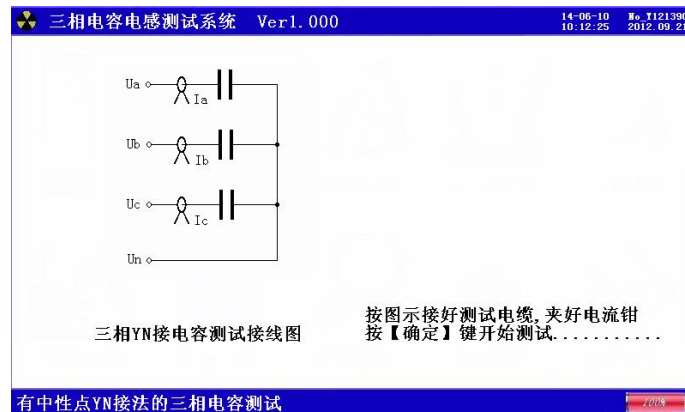 三相电容电感测试系统 Ver1.000
14-06-10
10:12:25
No_Y121390
2012.09.21
Ua
Ia
Ub
Ib
Uc
Ic
Un
三相YN接电容测试接线图
按图示接好测试电缆,夹好电流钳
按【确定】键开始测试...........
有中性点YN接法的三相电容测试
100%